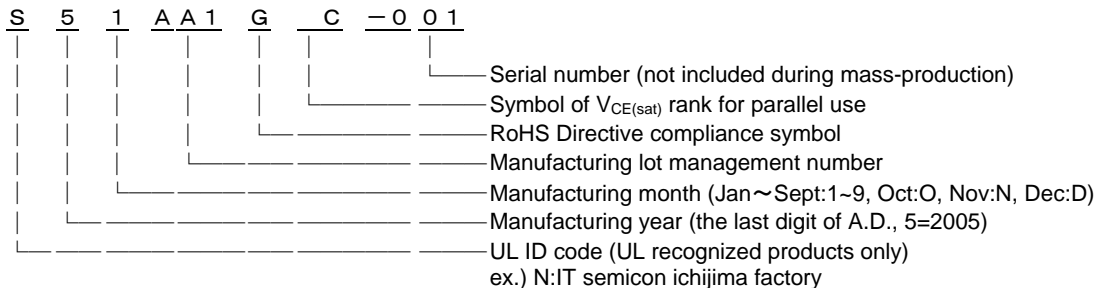 S 5 1 A A 1 G C －0 0 1
Serial number (not included during mass-production)
Symbol of VCE(sat) rank for parallel use
RoHS Directive compliance symbol
Manufacturing lot management number
Manufacturing month (Jan～Sept:1~9, Oct:O, Nov:N, Dec:D)
Manufacturing year (the last digit of A.D., 5=2005)
UL ID code (UL recognized products only)
ex.) N:IT semicon ichijima factory